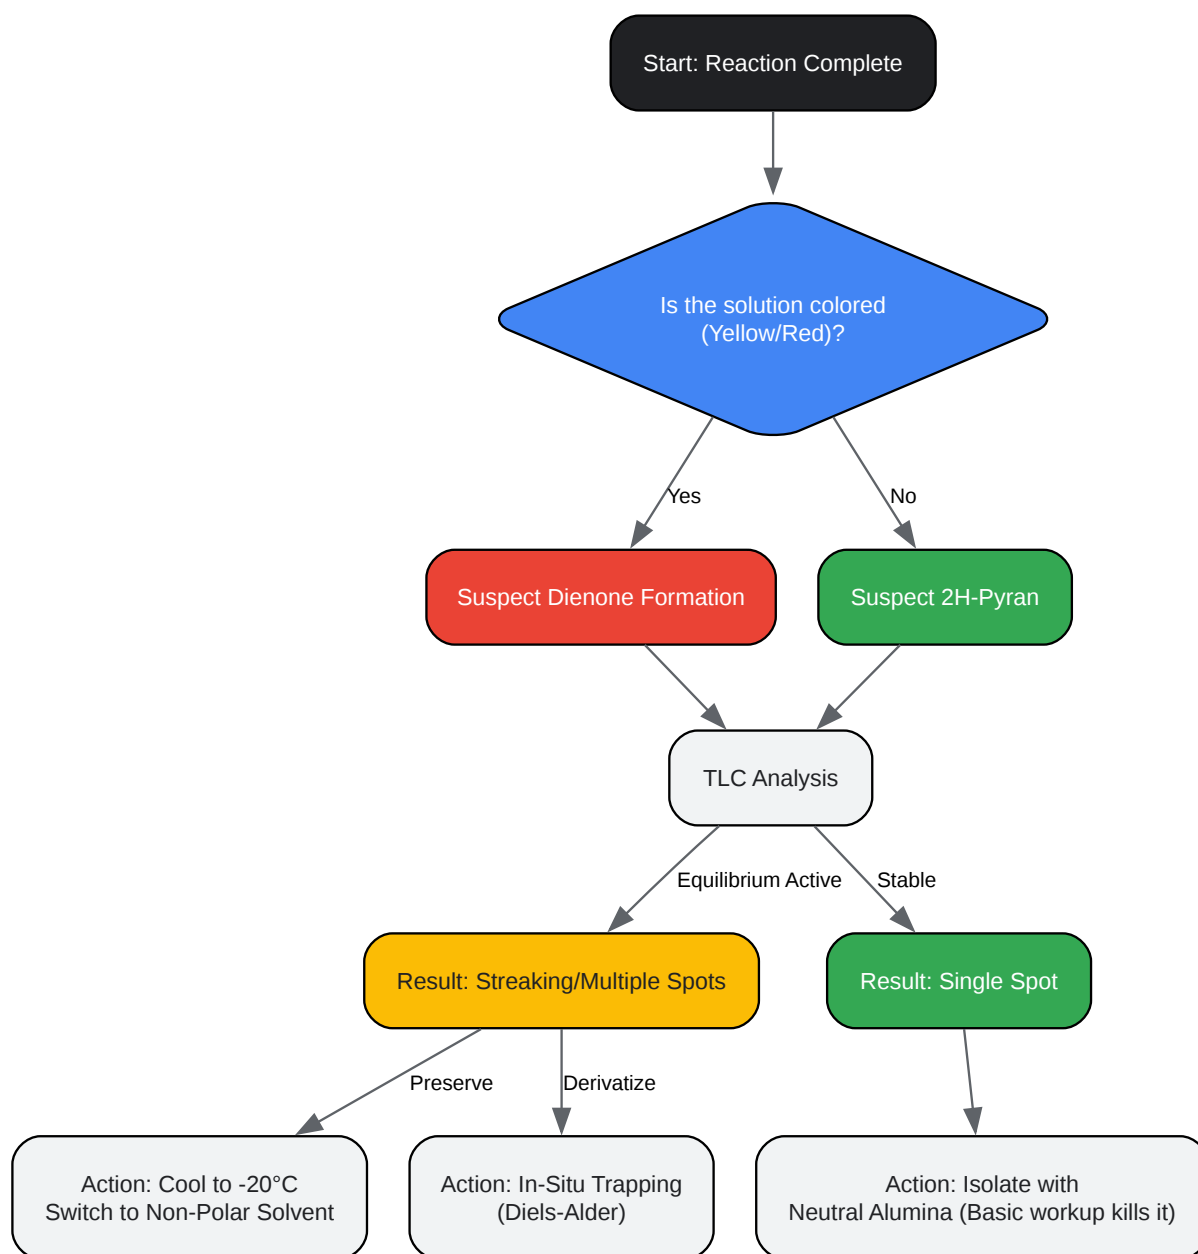 Start: Reaction Complete
Is the solution colored
(Yellow/Red)?
Yes
No
Suspect Dienone Formation
Suspect 2H-Pyran
TLC Analysis
Equilibrium Active
Stable
Result: Streaking/Multiple Spots
Result: Single Spot
Preserve
Derivatize
Action: Cool to -20°C
Switch to Non-Polar Solvent
Action: In-Situ Trapping
(Diels-Alder)
Action: Isolate with
Neutral Alumina (Basic workup kills it)